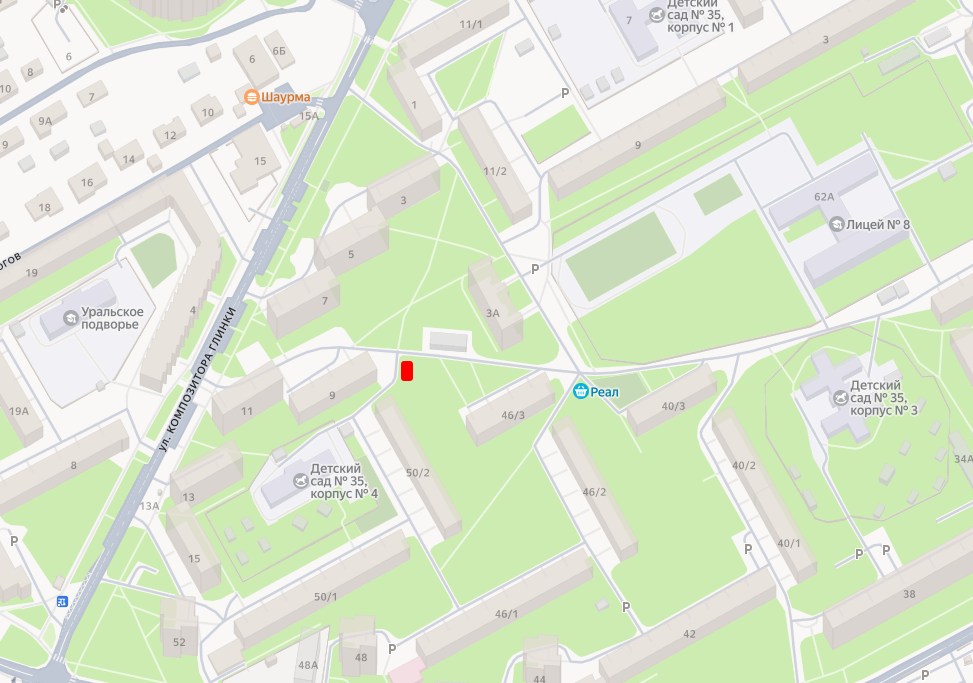 P
11/1
Детский
сад № 35,
корпус № 1
7
3
6
6Б
6
8
10
7
Шаурма
15А
1
P
9А
10
9
12
14
15
11/2
9
16
18
3
62А
Лицей № 8
19
5
P
7
3А
4
Уральское
подворье
ул. КОМПОЗИТОРА ГЛИНКИ
Реал
Детский
сад № 35,
корпус № 3
11
9
46/3
40/3
19А
8
50/2
40/2
34А
Детский
сад № 35,
корпус № 4
13
46/2
13А
P
15
40/1
P
P
P
50/1
46/1
P
38
52
42
48А
48
P
44
P